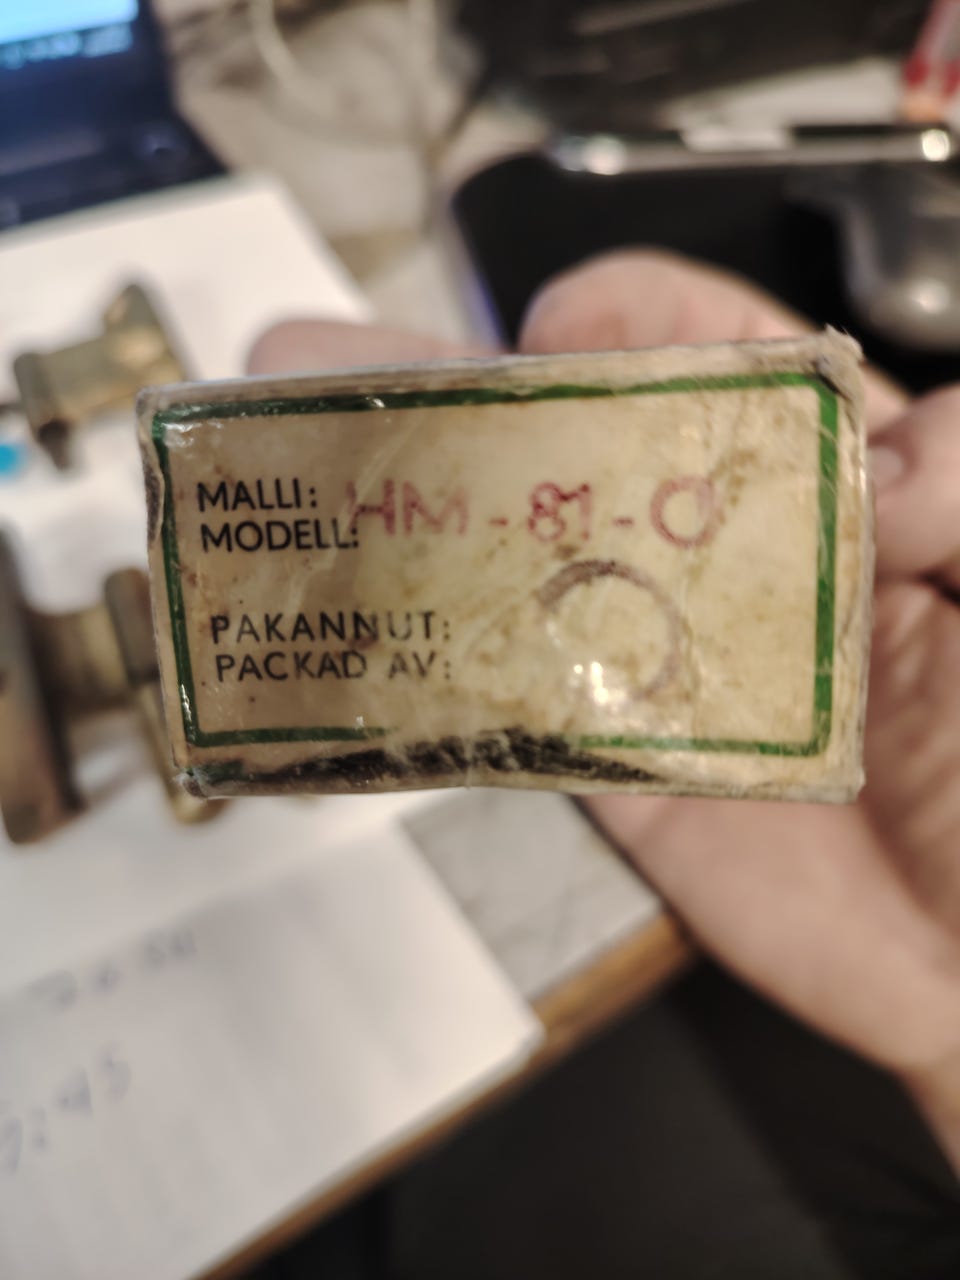 MALLI: HM-81-O
MODELL:
PAKANNUT:
PACKAD AV: